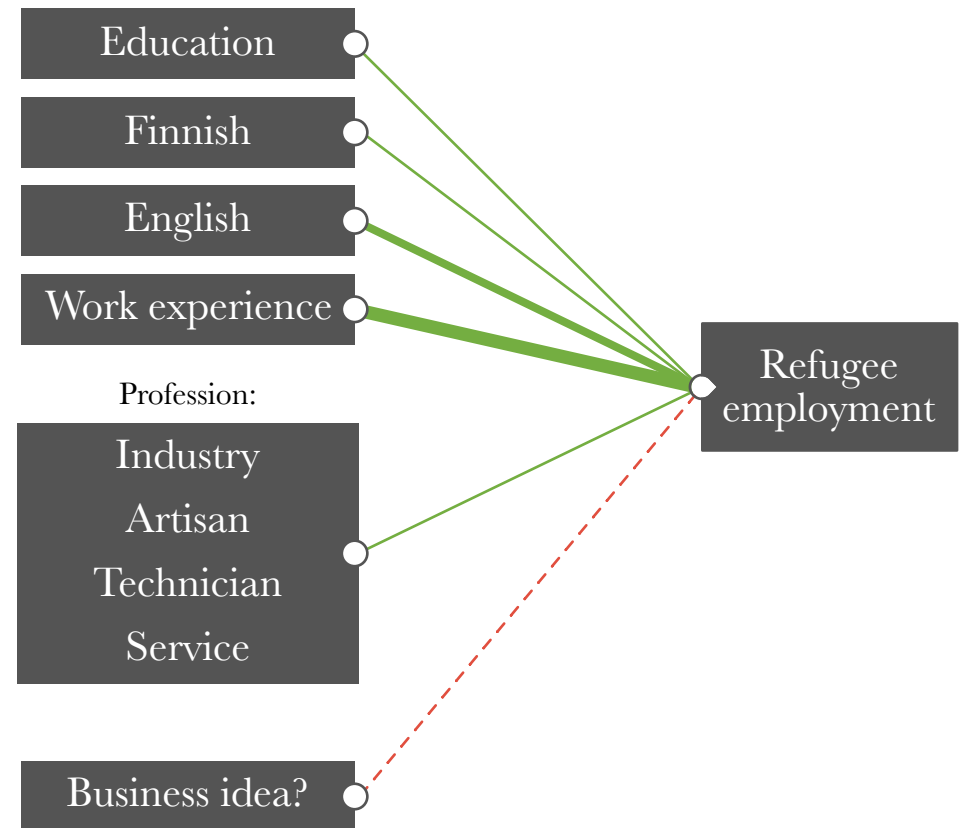 Education
Finnish
English
Work experience
Profession:
Industry
Artisan
Technician
Service
Business idea?
Refugee
employment